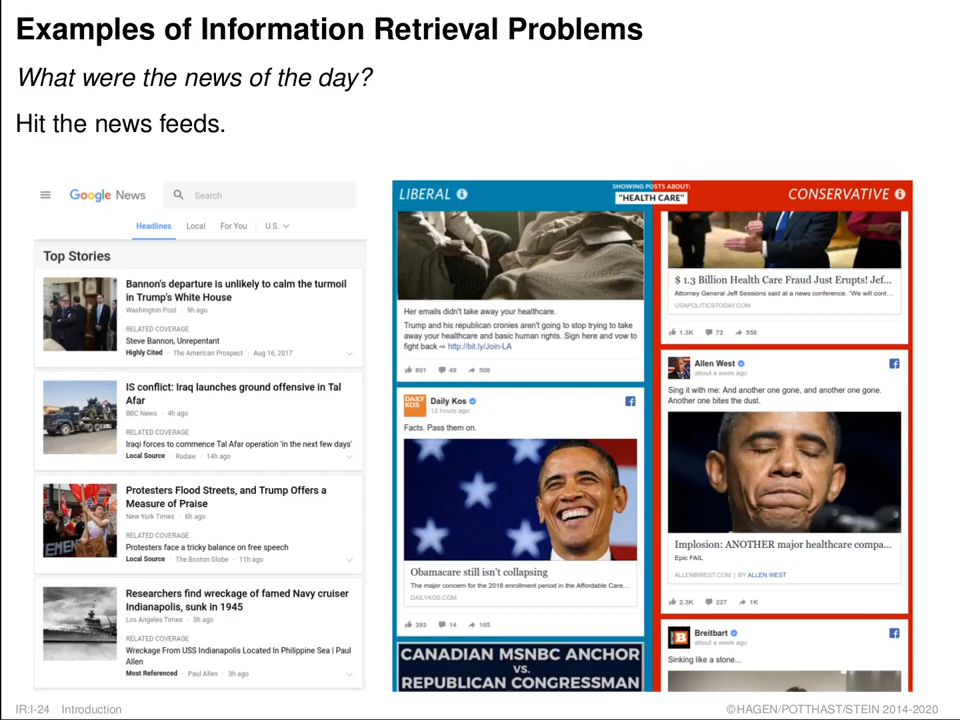 Examples of Information Retrieval Problems
What were the news of the day?
Hit the news feeds.
Google News
Search
Headlines Local For You U.S.
Top Stories
Bannon's departure is unlikely to calm the turmoil
in Trump's White House
Washington Post · 9h ago
RELATED COVERAGE
Steve Bannon, Unrepentant
Highly Cited · The American Prospect · Aug 16, 2017
IS conflict: Iraq launches ground offensive in Tal
Afar
BBC News · 4h ago
RELATED COVERAGE
Iraqi forces to commence Tal Afar operation 'in the next few days'
Local Source · Rudaw · 14h ago
Protesters Flood Streets, and Trump Offers a
Measure of Praise
New York Times · 6h ago
RELATED COVERAGE
Protesters face a tricky balance on free speech
Local Source · The Boston Globe · 11h ago
Researchers find wreckage of famed Navy cruiser
Indianapolis, sunk in 1945
Los Angeles Times · 3h ago
RELATED COVERAGE
Wreckage From USS Indianapolis Located In Philippine Sea | Paul
Allen
Most Referenced · Paul Allen · 3h ago
LIBERAL
SHOWING POSTS ABOUT:
"HEALTH CARE"
CONSERVATIVE
Her emails didn't take away your healthcare.
Trump and his republican cronies aren't going to stop trying to take
away your healthcare and basic human rights. Sign here and vow to
fight back ⇒ http://bit.ly/Join-LA
801 49 506
DAILY KOS
Daily Kos
12 hours ago
Facts. Pass them on.
Obamacare still isn't collapsing
The major concern for the 2018 enrollment period in the Affordable Care...
DAILYKOS.COM
393 14 105
CANADIAN MSNBC ANCHOR
VS.
REPUBLICAN CONGRESSMAN
$ 1.3 Billion Health Care Fraud Just Erupts! Jef...
Attorney General Jeff Sessions said at a news conference. "We will cont...
USAPOLITICSTODAY.COM
1.3K 72 558
Allen West
about a week ago
Sing it with me: And another one gone, and another one gone.
Another one bites the dust.
Implosion: ANOTHER major healthcare compa...
Epic FAIL
ALLENBWEST.COM | BY ALLEN WEST
2.3K 227 1K
B
Breitbart
about a week ago
Sinking like a stone...
IR:I-24 Introduction
©HAGEN/POTTHAST/STEIN 2014-2020